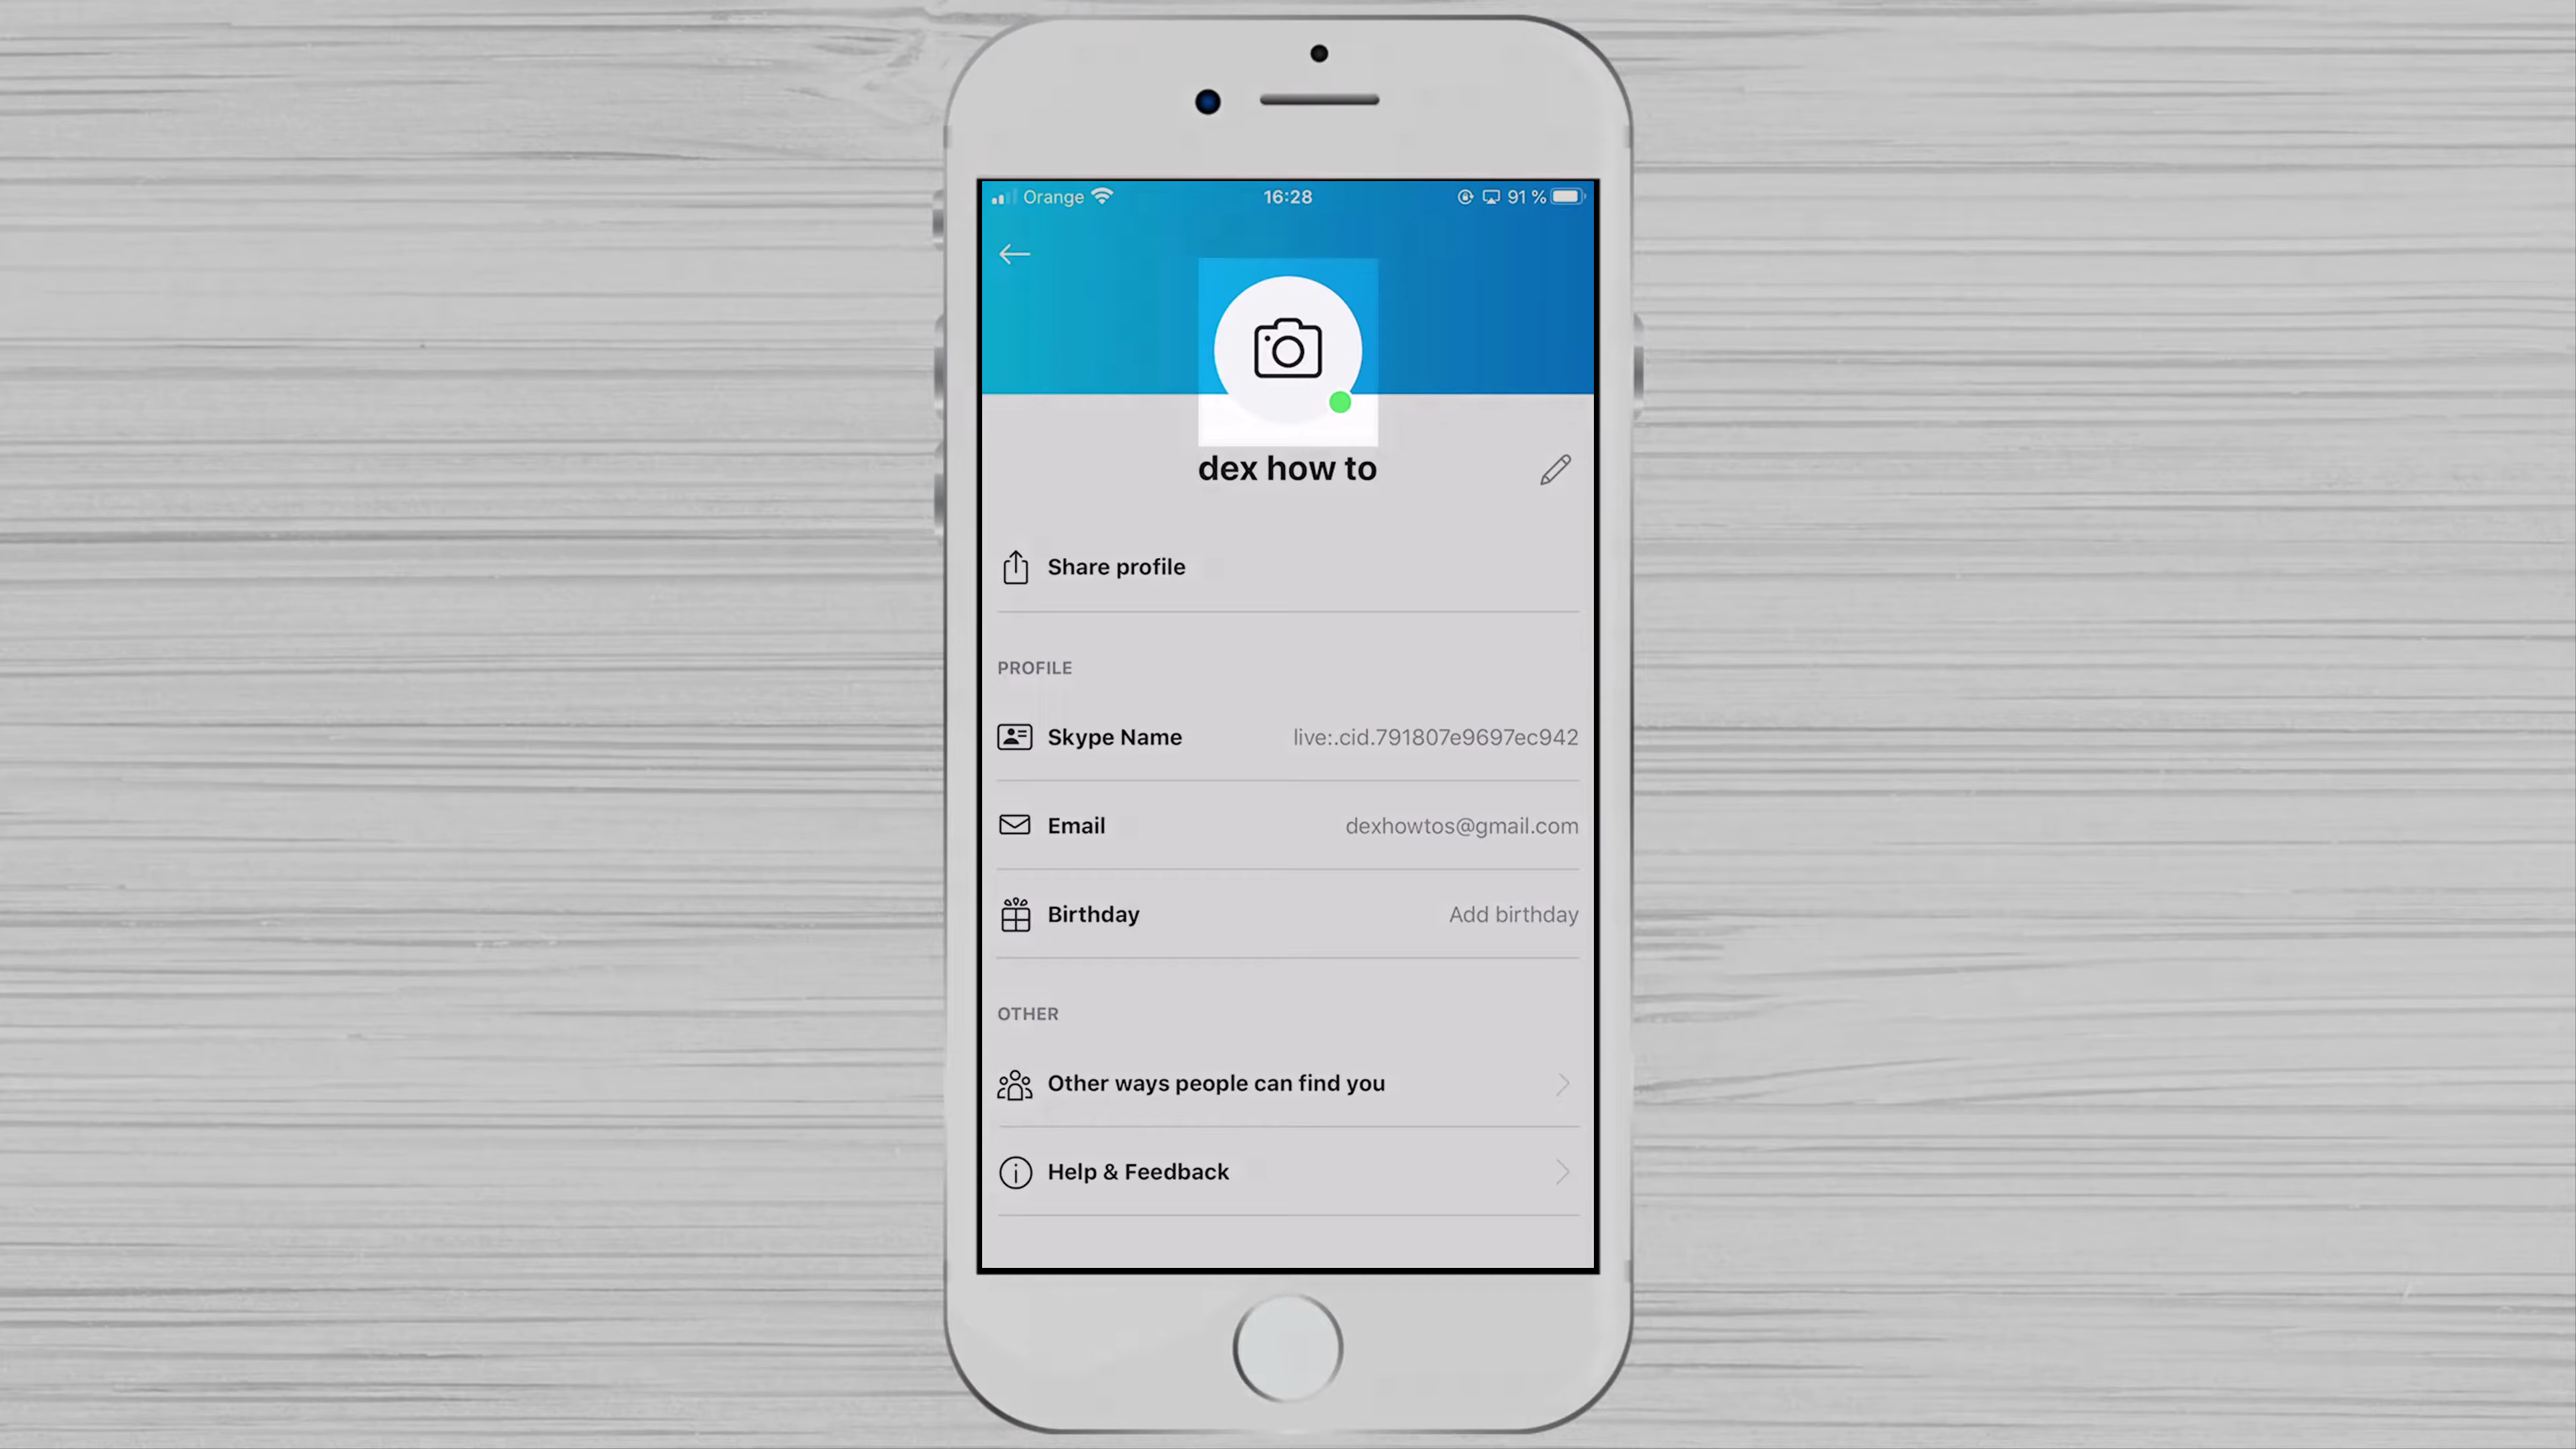 Orange 16:28 91 %
dex how to
Share profile
PROFILE
Skype Name live:.cid.791807e9697ec942
Email dexhowtos@gmail.com
Birthday Add birthday
OTHER
Other ways people can find you
Help & Feedback